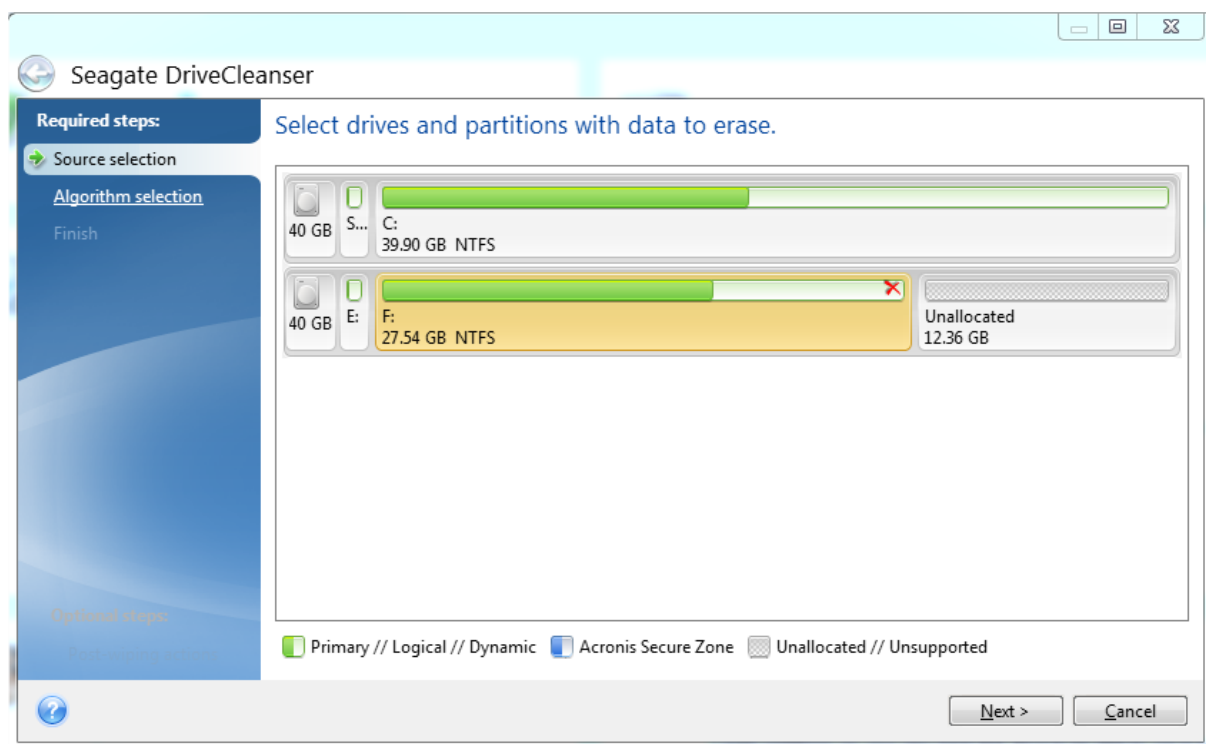 Seagate DriveCleanser
Required steps:
Source selection
Algorithm selection
Finish
Select drives and partitions with data to erase.
40 GB
S...
C:
39.90 GB NTFS
40 GB
E:
F:
27.54 GB NTFS
Unallocated
12.36 GB
Optional steps:
Primary // Logical // Dynamic
Acronis Secure Zone
Unallocated // Unsupported
Next >
Cancel